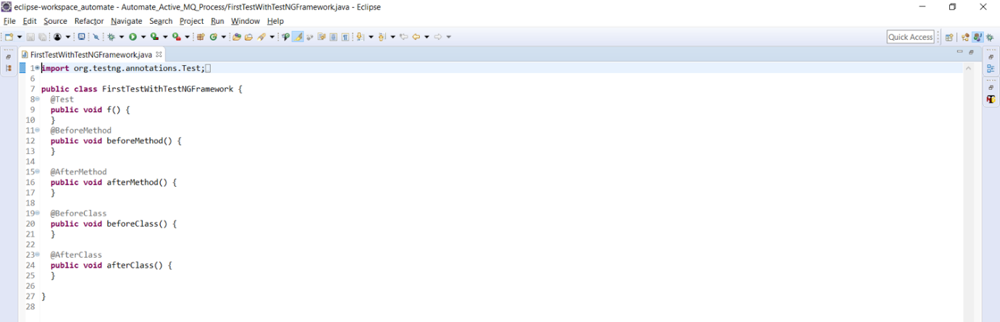 eclipse-workspace_automate - Automate_Active_MQ_Process/FirstTestWithTestNGFramework.java - Eclipse
File Edit Source Refactor Navigate Search Project Run Window Help
Quick Access
FirstTestWithTestNGFramework.java
1 import org.testng.annotations.Test;
6
7 public class FirstTestWithTestNGFramework {
8 @Test
9 public void f() {
10 }
11 @BeforeMethod
12 public void beforeMethod() {
13 }
14
15 @AfterMethod
16 public void afterMethod() {
17 }
18
19 @BeforeClass
20 public void beforeClass() {
21 }
22
23 @AfterClass
24 public void afterClass() {
25 }
26
27 }
28